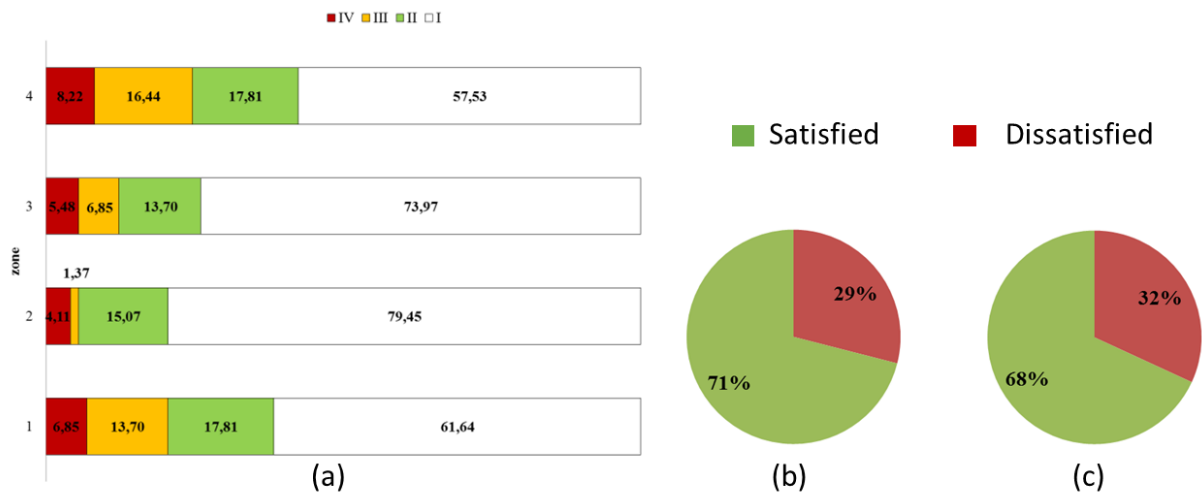 IV III II I
4 8,22 16,44 17,81 57,53
3 5,48 6,85 13,70 73,97
zone
1,37
2 4,11 15,07 79,45
1 6,85 13,70 17,81 61,64
(a)
Satisfied Dissatisfied
29%
71%
(b)
32%
68%
(c)